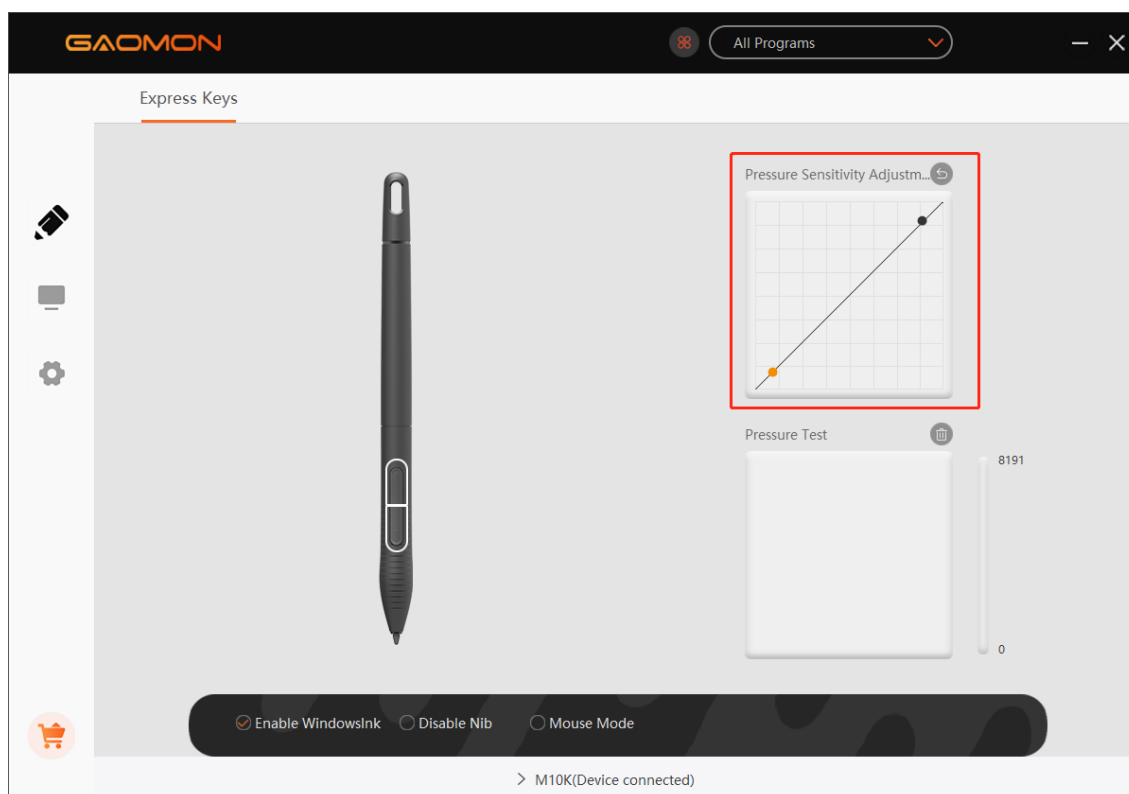 GAOMON
All Programs
Express Keys
Pressure Sensitivity Adjustm...
Pressure Test
8191
0
Enable WindowsInk
Disable Nib
Mouse Mode
M10K(Device connected)